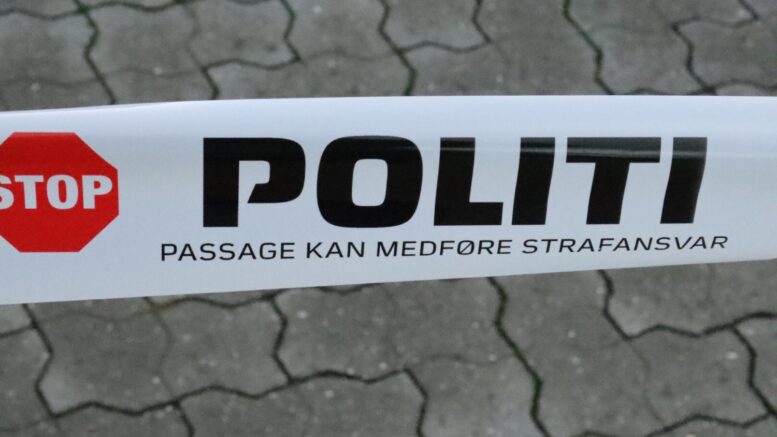 STOP
POLITI
PASSAGE KAN MEDFØRE STRAFANSVAR